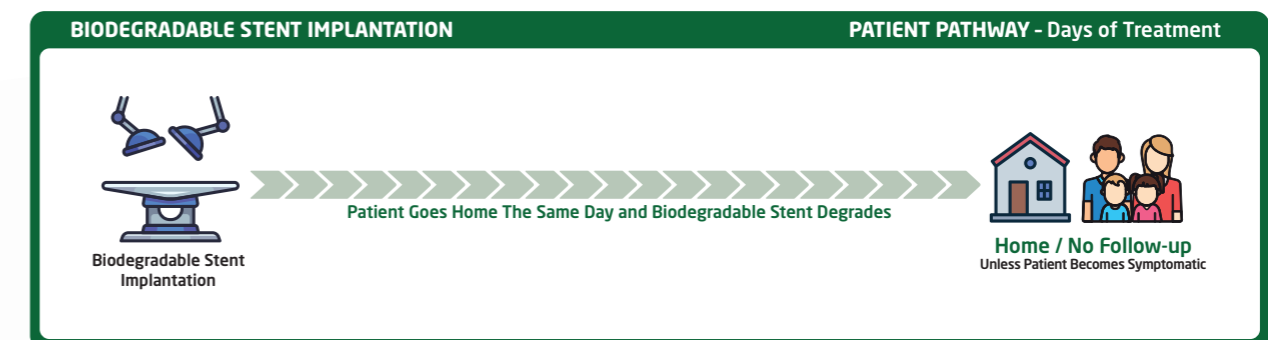 BIODEGRADABLE STENT IMPLANTATION
PATIENT PATHWAY – Days of Treatment
Patient Goes Home The Same Day and Biodegradable Stent Degrades
Biodegradable Stent
Implantation
Home / No Follow-up
Unless Patient Becomes Symptomatic